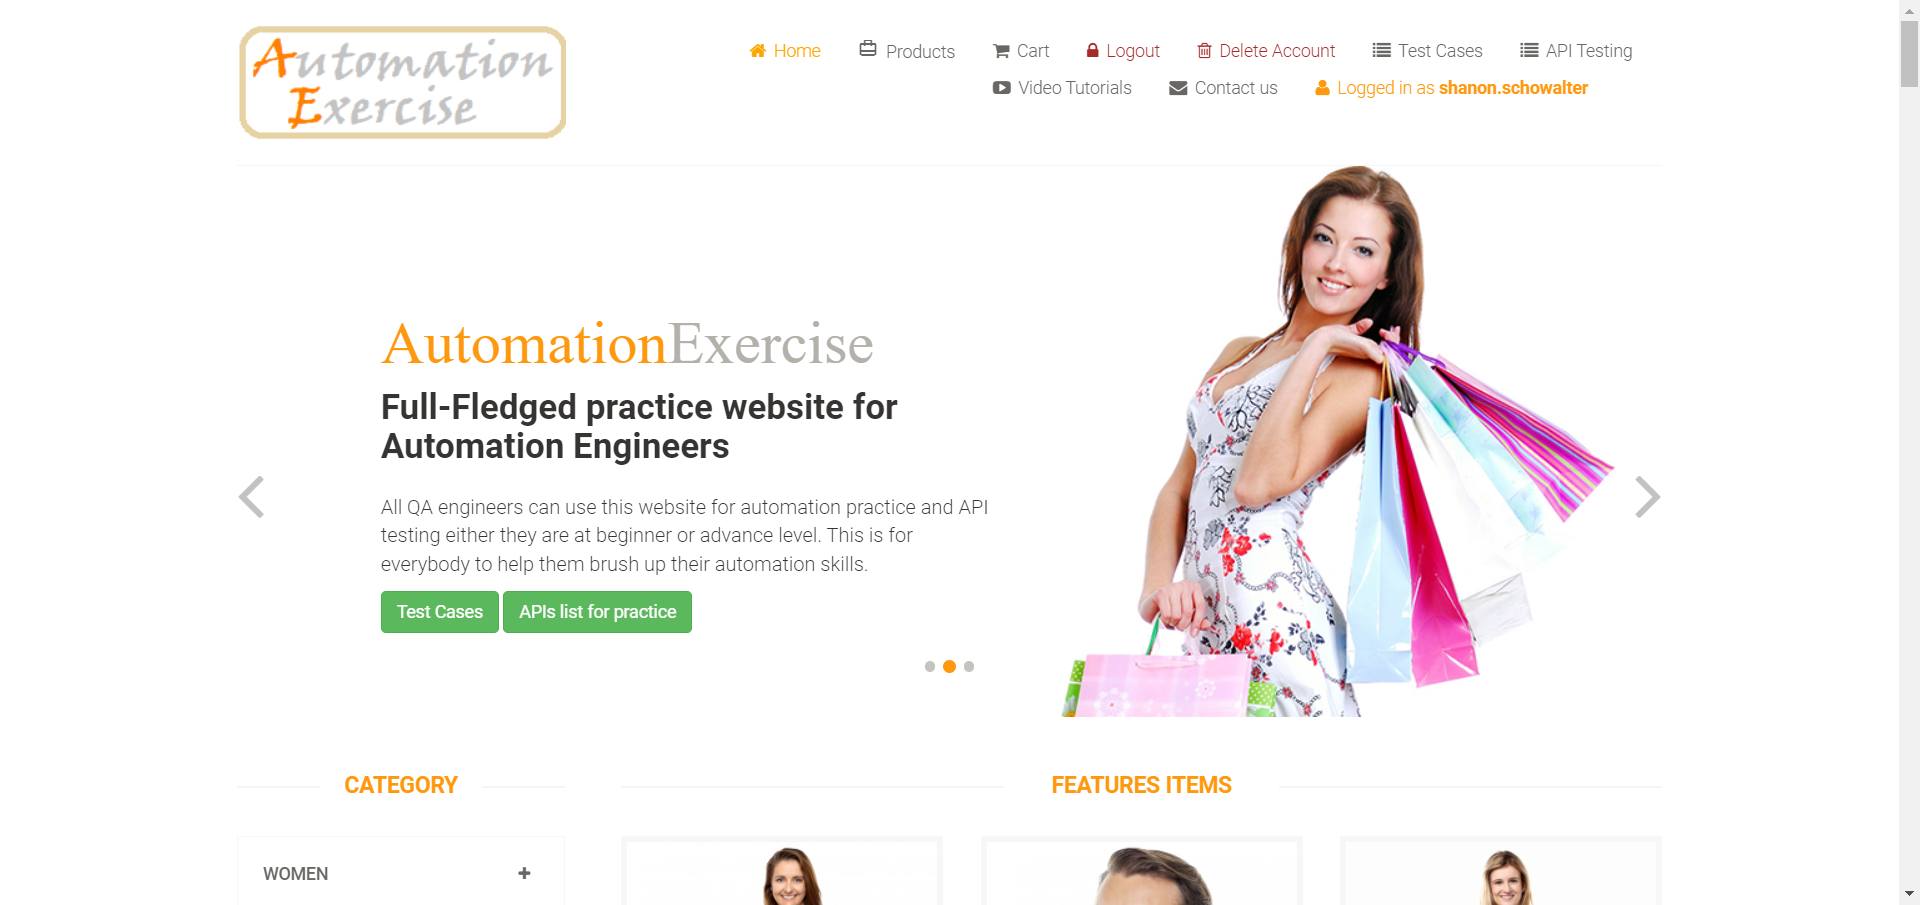 Automation
Exercise
Home Products Cart Logout Delete Account Test Cases API Testing
Video Tutorials Contact us Logged in as shanon.schowalter
AutomationExercise
Full-Fledged practice website for
Automation Engineers
All QA engineers can use this website for automation practice and API
testing either they are at beginner or advance level. This is for
everybody to help them brush up their automation skills.
Test Cases APIs list for practice
CATEGORY
FEATURES ITEMS
WOMEN